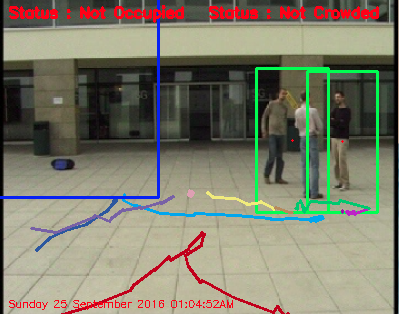 Status : Not Occupied   Status : Not Crowded
Sunday 25 September 2016 01:04:52AM